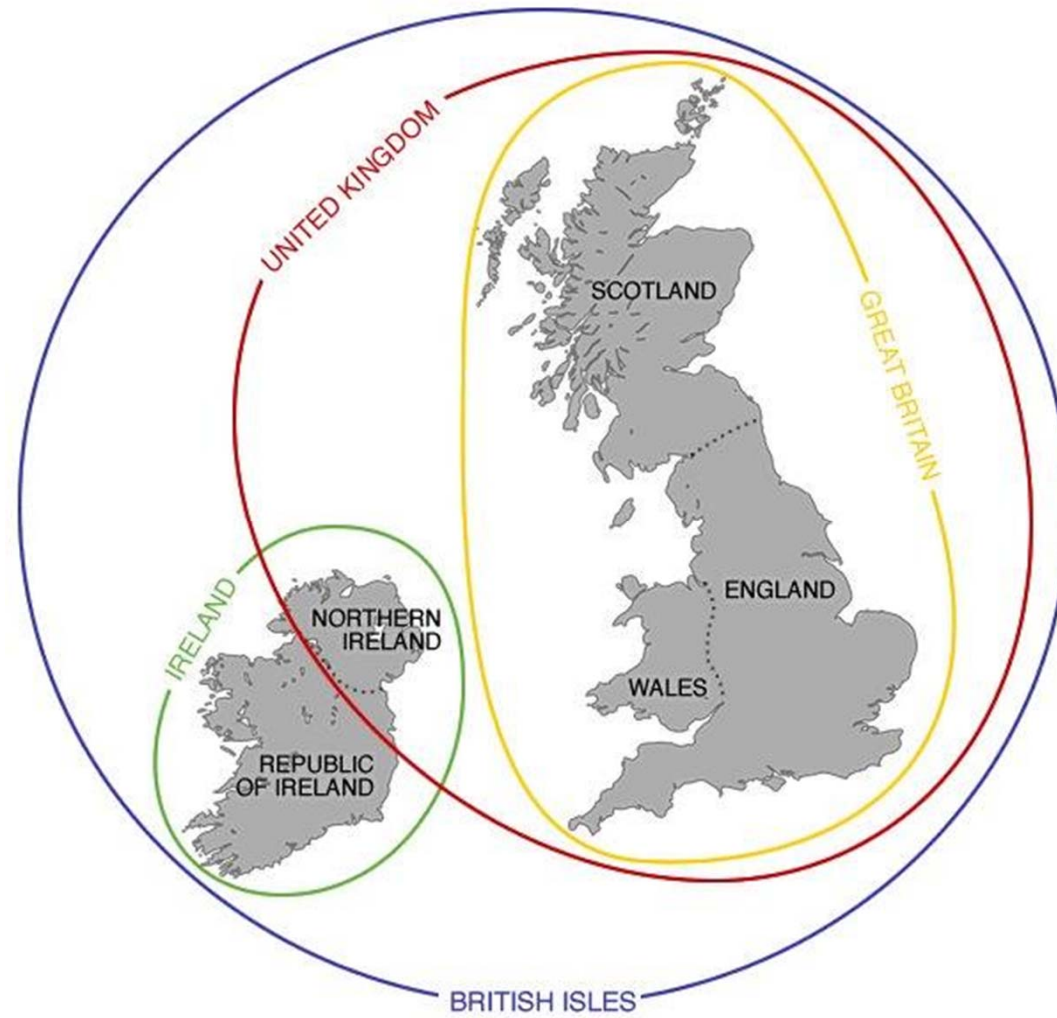 UNITED KINGDOM
SCOTLAND
GREAT BRITAIN
ENGLAND
IRELAND
NORTHERN
IRELAND
WALES
REPUBLIC
OF IRELAND
BRITISH ISLES